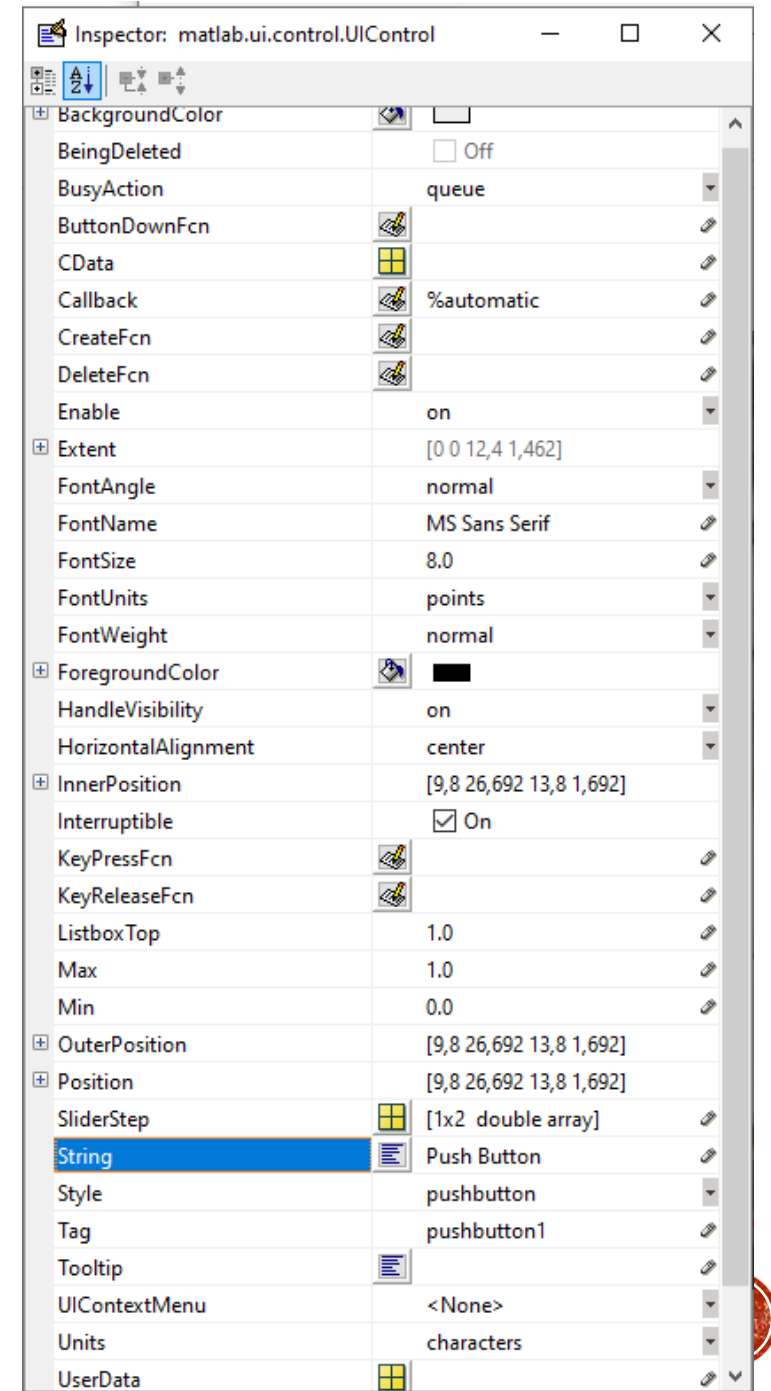 Inspector: matlab.ui.control.UIControl
BackgroundColor
BeingDeleted Off
BusyAction queue
ButtonDownFcn
CData
Callback %automatic
CreateFcn
DeleteFcn
Enable on
Extent [0 0 12,4 1,462]
FontAngle normal
FontName MS Sans Serif
FontSize 8.0
FontUnits points
FontWeight normal
ForegroundColor
HandleVisibility on
HorizontalAlignment center
InnerPosition [9,8 26,692 13,8 1,692]
Interruptible On
KeyPressFcn
KeyReleaseFcn
ListboxTop 1.0
Max 1.0
Min 0.0
OuterPosition [9,8 26,692 13,8 1,692]
Position [9,8 26,692 13,8 1,692]
SliderStep [1x2 double array]
String Push Button
Style pushbutton
Tag pushbutton1
Tooltip
UIContextMenu <None>
Units characters
UserData